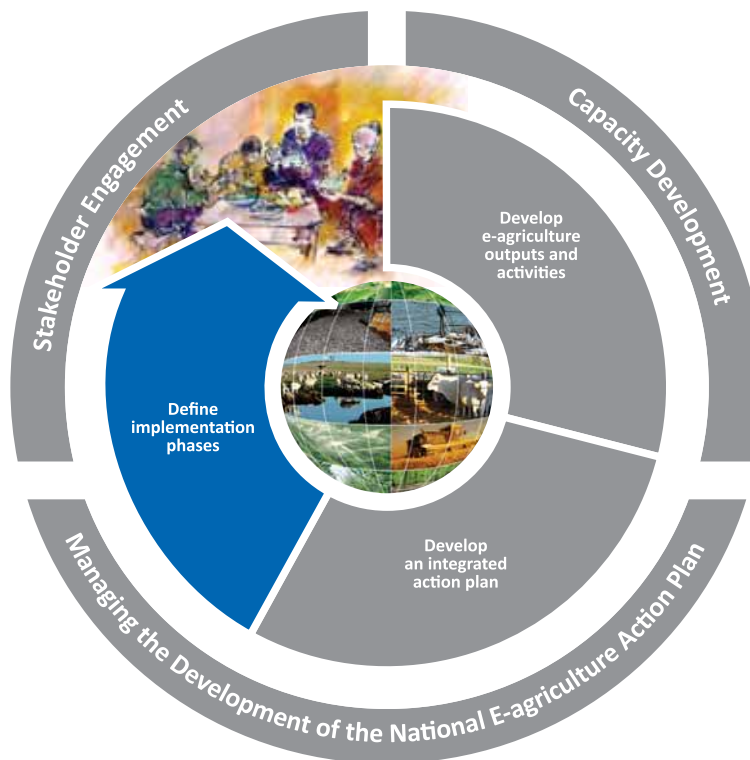 Stakeholder Engagement
Capacity Development
Develop
e-agriculture
outputs and
activities
Define
implementation
phases
Develop
an integrated
action plan
Managing the Development of the National E-agriculture Action Plan